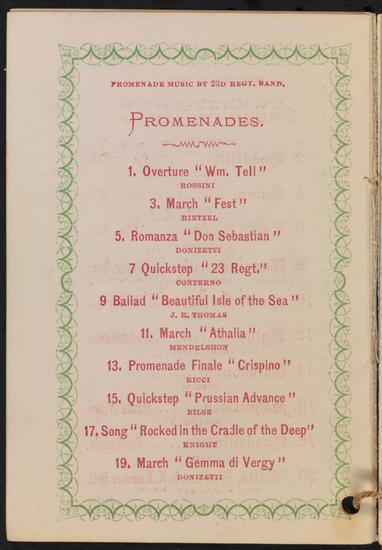 PROMENADE MUSIC BY 23D REGT. BAND.
PROMENADES.
1. Overture "Wm. Tell"
ROSSINI
3. March "Fest"
RIETZEL
5. Romanza "Don Sebastian"
DONIZETTI
7 Quickstep "23 Regt."
CONTERNO
9 Ballad "Beautiful Isle of the Sea"
J. R. THOMAS
11. March "Athalia"
MENDELSHON
13. Promenade Finale "Crispino"
RICCI
15. Quickstep "Prussian Advance"
BILSE
17. Song "Rocked in the Cradle of the Deep"
KNIGHT
19. March "Gemma di Vergy"
DONIZETTI